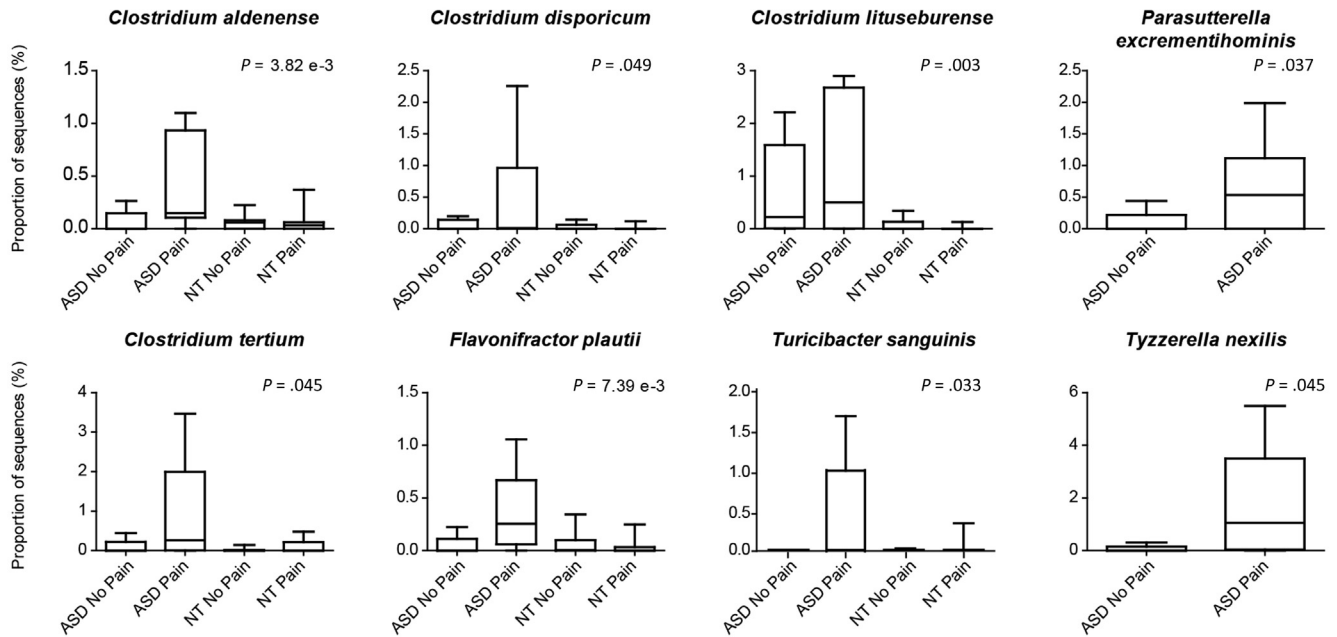 Clostridium aldenense
Clostridium disporicum
Clostridium lituseburense
Parasutterella
excrementihominis
Proportion of sequences (%)
P = 3.82 e-3
1.5
1.0
0.5
0.0
ASD No Pain
ASD Pain
NT No Pain
NT Pain
P = .049
2.5
2.0
1.5
1.0
0.5
0.0
ASD No Pain
ASD Pain
NT No Pain
NT Pain
P = .003
3
2
1
0
ASD No Pain
ASD Pain
NT No Pain
NT Pain
P = .037
2.5
2.0
1.5
1.0
0.5
0.0
ASD No Pain
ASD Pain
Clostridium tertium
Flavonifractor plautii
Turicibacter sanguinis
Tyzzerella nexilis
Proportion of sequences (%)
P = .045
4
3
2
1
0
ASD No Pain
ASD Pain
NT No Pain
NT Pain
P = 7.39 e-3
1.5
1.0
0.5
0.0
ASD No Pain
ASD Pain
NT No Pain
NT Pain
P = .033
2.0
1.5
1.0
0.5
0.0
ASD No Pain
ASD Pain
NT No Pain
NT Pain
P = .045
6
4
2
0
ASD No Pain
ASD Pain